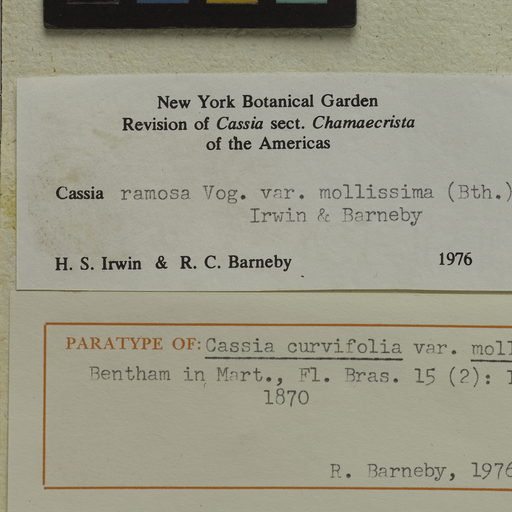 New York Botanical Garden
Revision of Cassia sect. Chamaecrista
of the Americas
Cassia ramosa Vog. var. mollissima (Bth.)
Irwin & Barneby
H. S. Irwin & R. C. Barneby 1976
PARATYPE OF: Cassia curvifolia var. moll
Bentham in Mart., Fl. Bras. 15 (2):
1870
R. Barneby, 1976